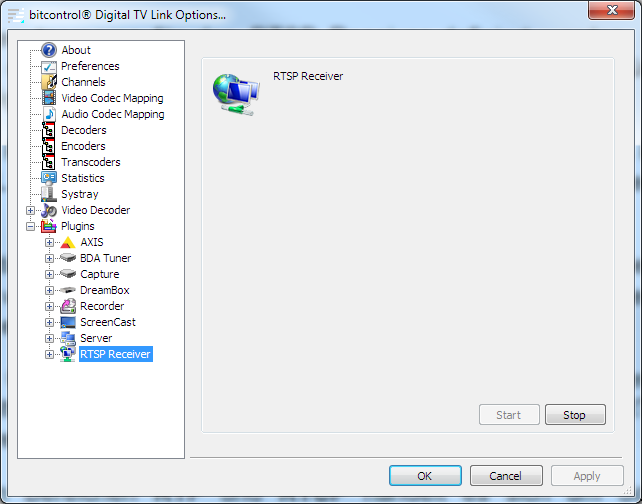 bitcontrol® Digital TV Link Options...
About
Preferences
Channels
Video Codec Mapping
Audio Codec Mapping
Decoders
Encoders
Transcoders
Statistics
Systray
Video Decoder
Plugins
AXIS
BDA Tuner
Capture
DreamBox
Recorder
ScreenCast
Server
RTSP Receiver
RTSP Receiver
Start
Stop
OK
Cancel
Apply